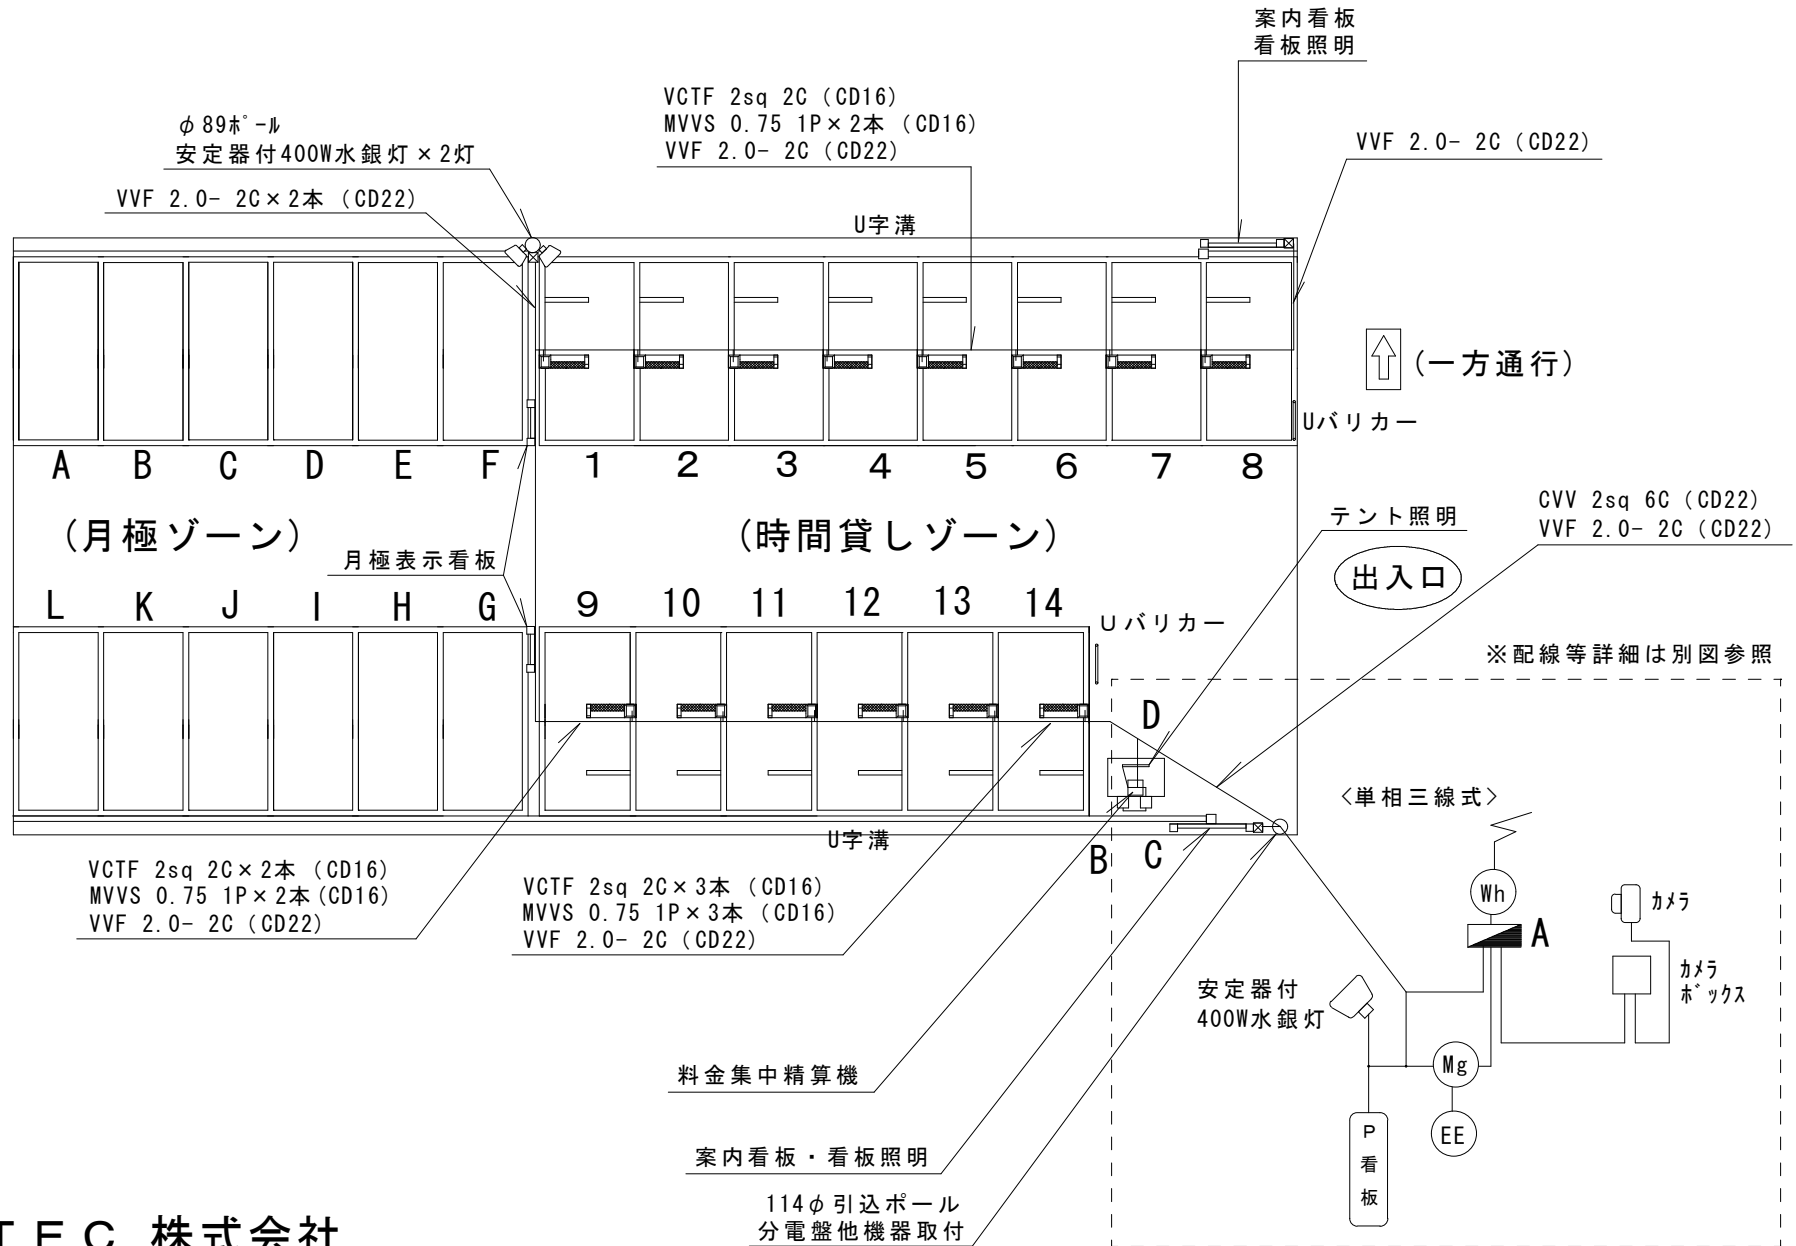 案内看板
看板照明
VCTF 2sq 2C (CD16)
MVVS 0.75 1P×2本 (CD16)
VVF 2.0- 2C (CD22)
φ89ﾎﾟｰﾙ
安定器付400W水銀灯×2灯
VVF 2.0- 2C (CD22)
VVF 2.0- 2C×2本 (CD22)
U字溝
(一方通行)
Uバリカー
A B C D E F 1 2 3 4 5 6 7 8
(月極ゾーン)
(時間貸しゾーン)
テント照明
CVV 2sq 6C (CD22)
VVF 2.0- 2C (CD22)
月極表示看板
出入口
L K J I H G 9 10 11 12 13 14
Uバリカー
※配線等詳細は別図参照
D
<単相三線式>
U字溝
B C
VCTF 2sq 2C×2本 (CD16)
MVVS 0.75 1P×2本(CD16)
VVF 2.0- 2C (CD22)
VCTF 2sq 2C×3本 (CD16)
MVVS 0.75 1P×3本 (CD16)
VVF 2.0- 2C (CD22)
Wh
ｶﾒﾗ
A
ｶﾒﾗ
ﾎﾞｯｸｽ
安定器付
400W水銀灯
料金集中精算機
Mg
EE
P
看
板
案内看板・看板照明
114φ引込ポール
分電盤他機器取付
TEC 株式会社